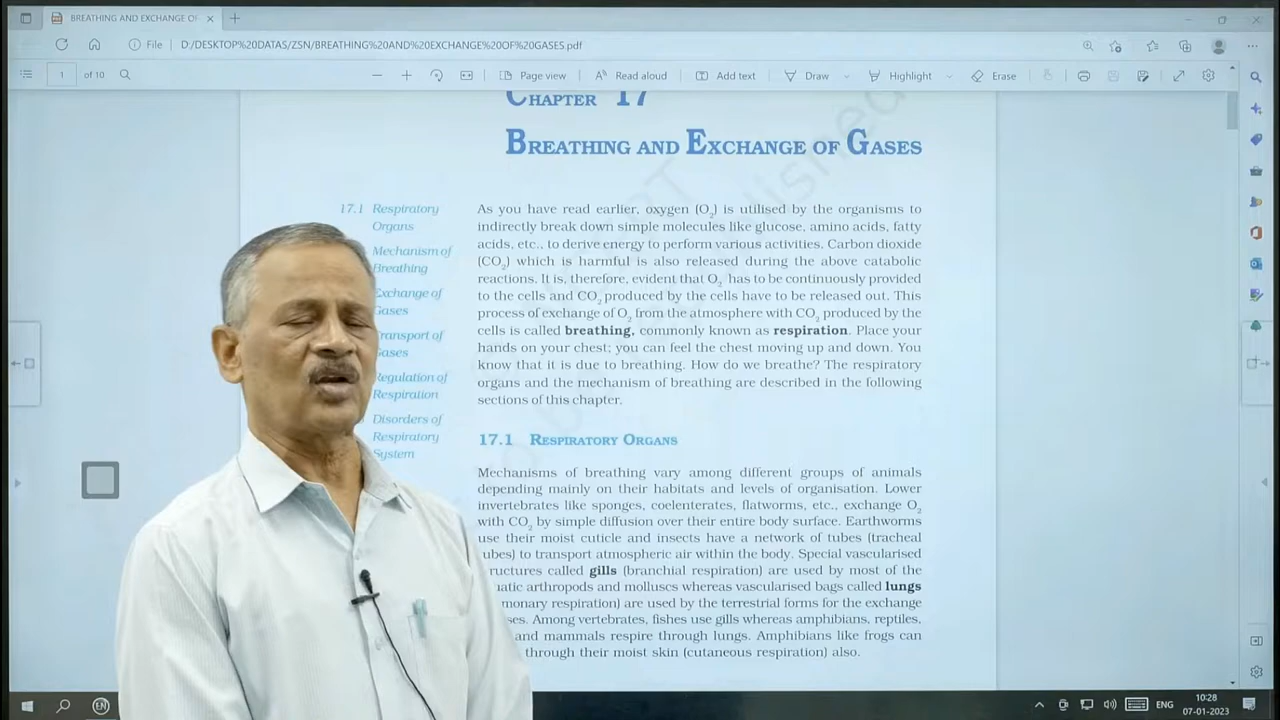 BREATHING AND EXCHANGE OF
File
D:/DESKTOP%20DATAS/ZSN/BREATHING%20AND%20EXCHANGE%20OF%20GASES.pdf
1 of 10
Page view
Read aloud
Add text
Draw
Highlight
Erase
CHAPTER 17
BREATHING AND EXCHANGE OF GASES
17.1 Respiratory
Organs
Mechanism of
Breathing
Exchange of
Gases
Transport of
Gases
Regulation of
Respiration
Disorders of
Respiratory
System
As you have read earlier, oxygen (O2) is utilised by the organisms to
indirectly break down simple molecules like glucose, amino acids, fatty
acids, etc., to derive energy to perform various activities. Carbon dioxide
(CO2) which is harmful is also released during the above catabolic
reactions. It is, therefore, evident that O2 has to be continuously provided
to the cells and CO2 produced by the cells have to be released out. This
process of exchange of O2 from the atmosphere with CO2 produced by the
cells is called breathing, commonly known as respiration. Place your
hands on your chest; you can feel the chest moving up and down. You
know that it is due to breathing. How do we breathe? The respiratory
organs and the mechanism of breathing are described in the following
sections of this chapter.
17.1 RESPIRATORY ORGANS
Mechanisms of breathing vary among different groups of animals
depending mainly on their habitats and levels of organisation. Lower
invertebrates like sponges, coelenterates, flatworms, etc., exchange O2
with CO2 by simple diffusion over their entire body surface. Earthworms
use their moist cuticle and insects have a network of tubes (tracheal
ubes) to transport atmospheric air within the body. Special vascularised
ructures called gills (branchial respiration) are used by most of the
uatic arthropods and molluscs whereas vascularised bags called lungs
monary respiration) are used by the terrestrial forms for the exchange
ses. Among vertebrates, fishes use gills whereas amphibians, reptiles,
and mammals respire through lungs. Amphibians like frogs can
through their moist skin (cutaneous respiration) also.
EN
ENG
10:28
07-01-2023